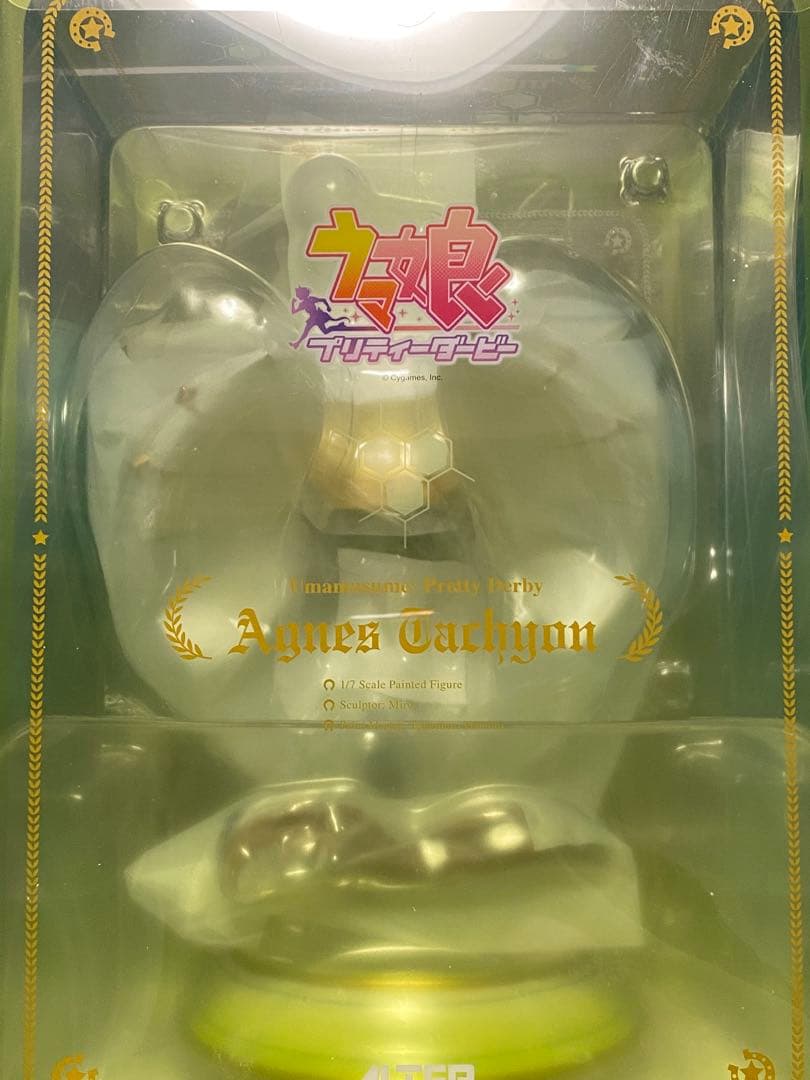 ウマ娘
プリティーダービー
© Cygames, Inc.
Umamusume: Pretty Derby
Agnes Tachyon
1/7 Scale Painted Figure
Sculptor:
ALTER